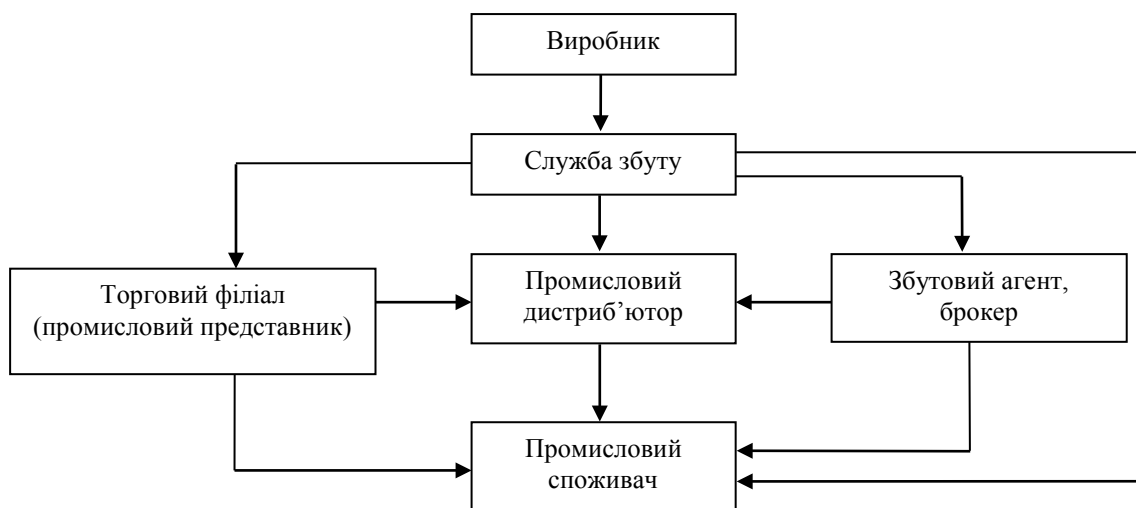 Виробник
Служба збуту
Торговий філіал
(промисловий представник)
Промисловий
дистриб’ютор
Збутовий агент,
брокер
Промисловий
споживач